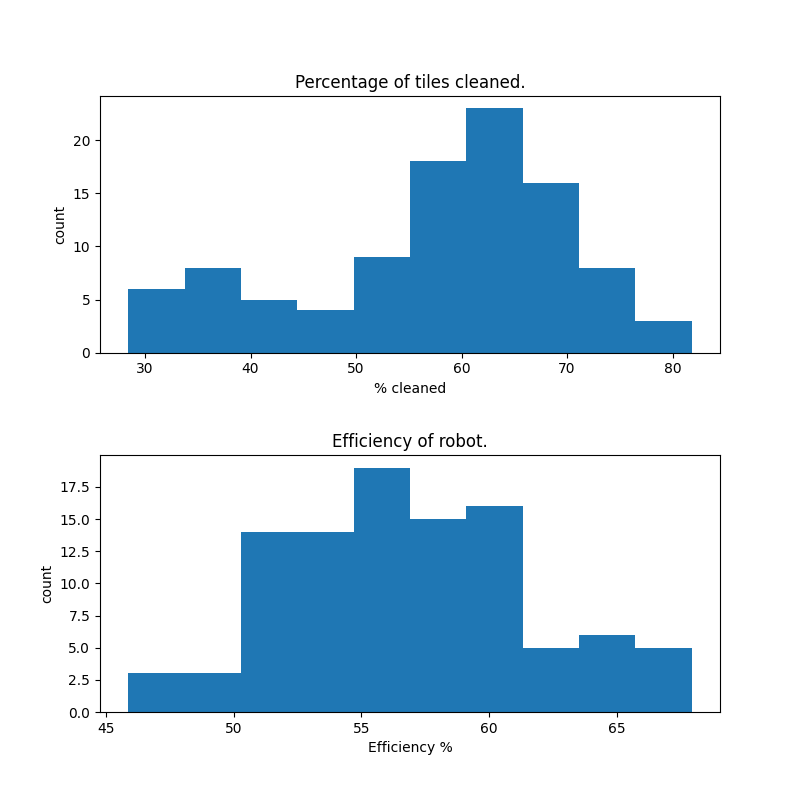 Percentage of tiles cleaned.
20
15
10
5
0
count
30 40 50 60 70 80
% cleaned
Efficiency of robot.
17.5
15.0
12.5
10.0
7.5
5.0
2.5
0.0
count
45 50 55 60 65
Efficiency %